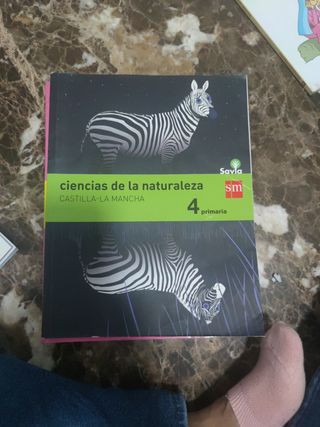 Savia
ciencias de la naturaleza
sm
CASTILLA-LA MANCHA
4 primaria